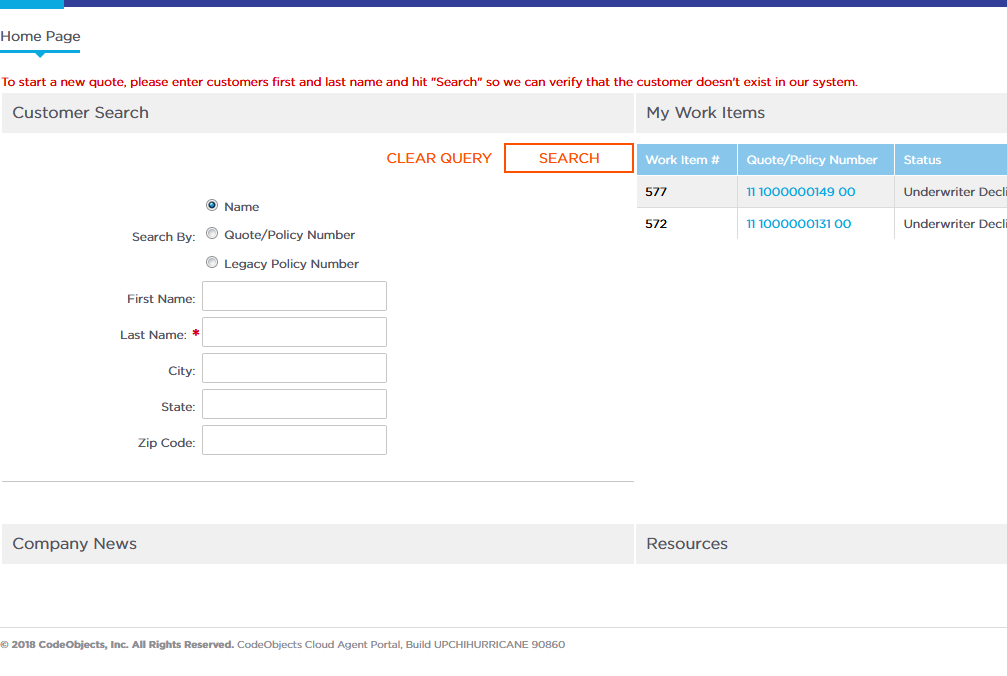 Home Page
To start a new quote, please enter customers first and last name and hit "Search" so we can verify that the customer doesn't exist in our system.
Customer Search
CLEAR QUERY SEARCH
Search By:
Name
Quote/Policy Number
Legacy Policy Number
First Name:
Last Name: *
City:
State:
Zip Code:
My Work Items
Work Item # Quote/Policy Number Status
577 11 1000000149 00 Underwriter Decli
572 11 1000000131 00 Underwriter Decli
Company News
Resources
© 2018 CodeObjects, Inc. All Rights Reserved. CodeObjects Cloud Agent Portal, Build UPCHIHURRICANE 90860